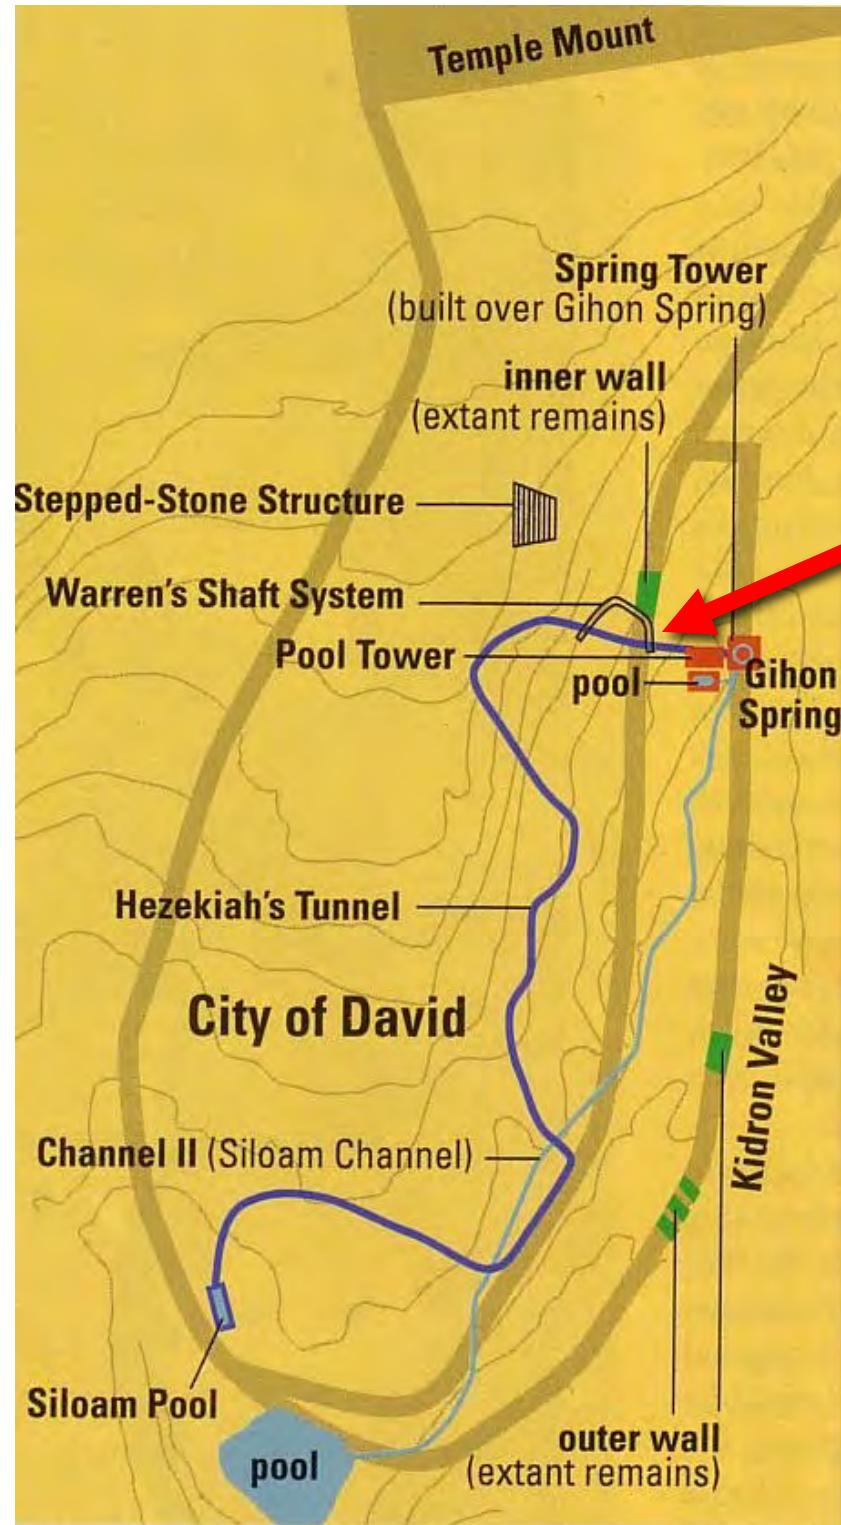 Temple Mount
Spring Tower
(built over Gihon Spring)
inner wall
(extant remains)
Stepped-Stone Structure
Warren's Shaft System
Pool Tower
pool
Gihon
Spring
Hezekiah's Tunnel
City of David
Kidron Valley
Channel II (Siloam Channel)
Siloam Pool
pool
outer wall
(extant remains)